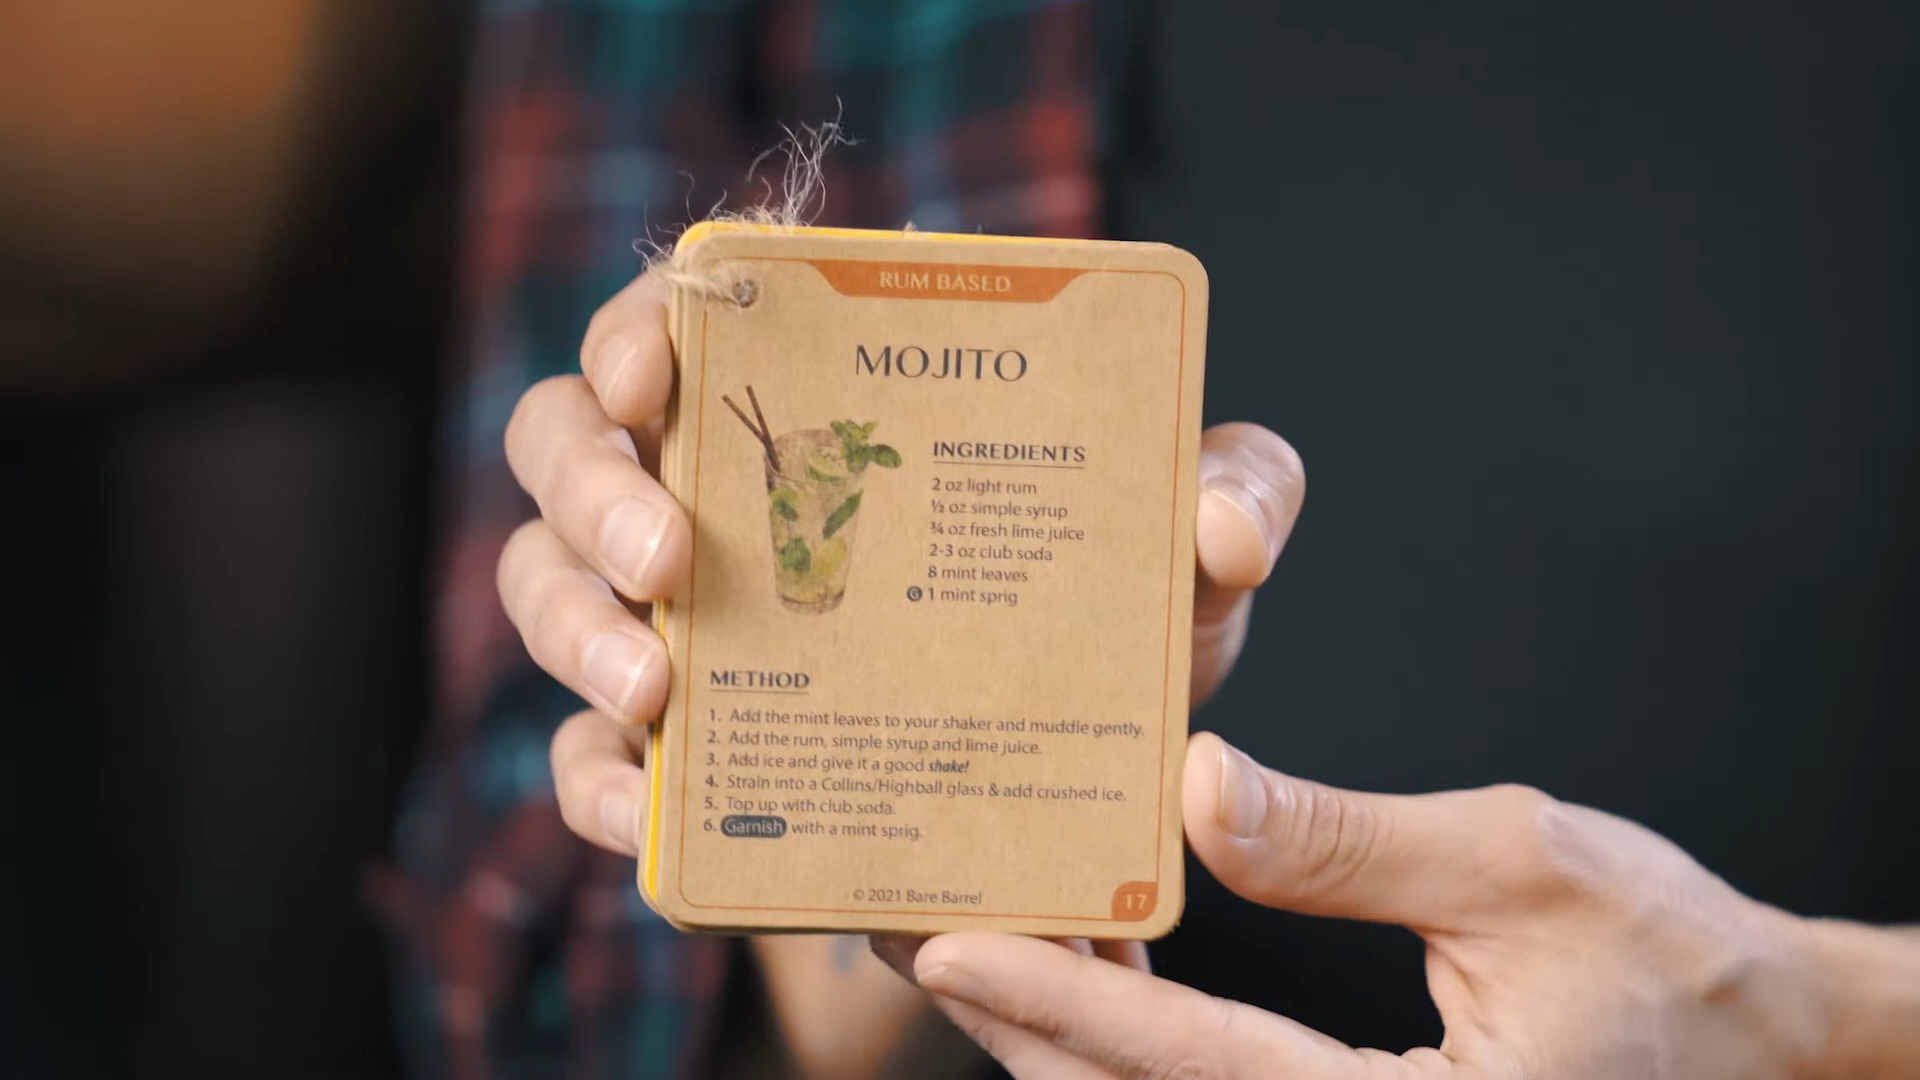 RUM BASED
MOJITO
INGREDIENTS
2 oz light rum
½ oz simple syrup
¾ oz fresh lime juice
2-3 oz club soda
8 mint leaves
G 1 mint sprig
METHOD
1. Add the mint leaves to your shaker and muddle gently.
2. Add the rum, simple syrup and lime juice.
3. Add ice and give it a good shake!
4. Strain into a Collins/Highball glass & add crushed ice.
5. Top up with club soda.
6. Garnish with a mint sprig.
© 2021 Bare Barrel
17